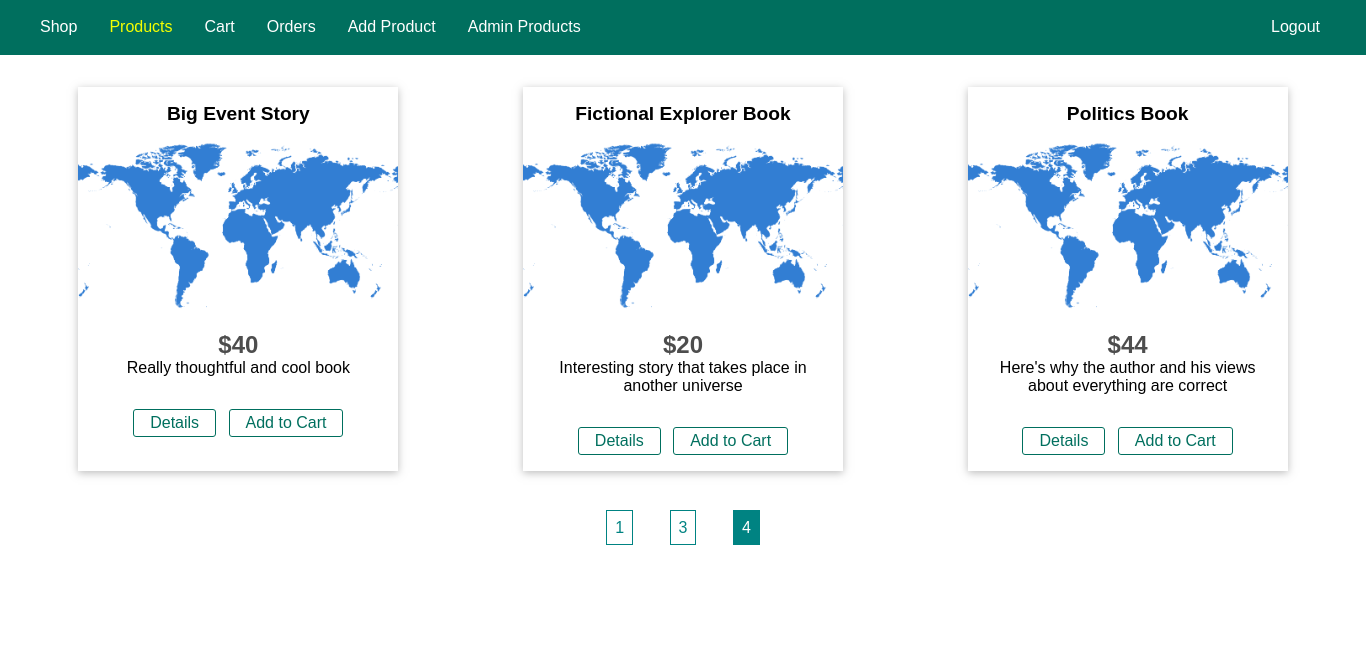 Shop Products Cart Orders Add Product Admin Products Logout
Big Event Story
$40
Really thoughtful and cool book
Details Add to Cart
Fictional Explorer Book
$20
Interesting story that takes place in
another universe
Details Add to Cart
Politics Book
$44
Here's why the author and his views
about everything are correct
Details Add to Cart
1 3 4